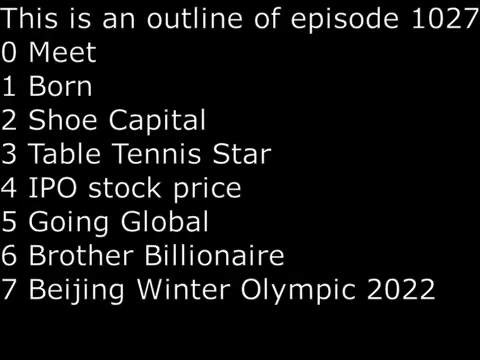 This is an outline of episode 1027
0 Meet
1 Born
2 Shoe Capital
3 Table Tennis Star
4 IPO stock price
5 Going Global
6 Brother Billionaire
7 Beijing Winter Olympic 2022